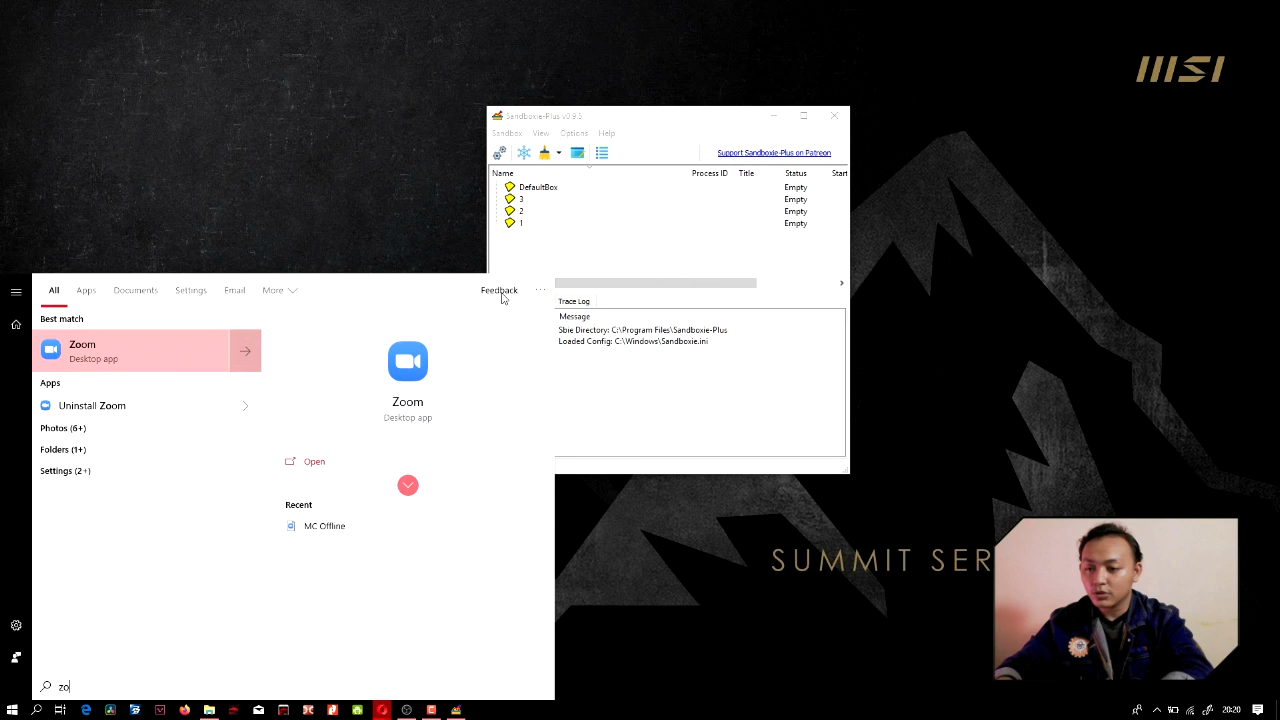 MSI
Sandboxie-Plus v0.9.5
Sandbox View Options Help
Support Sandboxie-Plus on Patreon
Name Process ID Title Status Start
DefaultBox Empty
3 Empty
2 Empty
1 Empty
Trace Log
Message
Sbie Directory: C:\Program Files\Sandboxie-Plus
Loaded Config: C:\Windows\Sandboxie.ini
All Apps Documents Settings Email More Feedback ...
Best match
Zoom
Desktop app
Apps
Uninstall Zoom
Photos (6+)
Folders (1+)
Settings (2+)
Zoom
Desktop app
Open
Recent
MC Offline
zo
SUMMIT SER
20:20